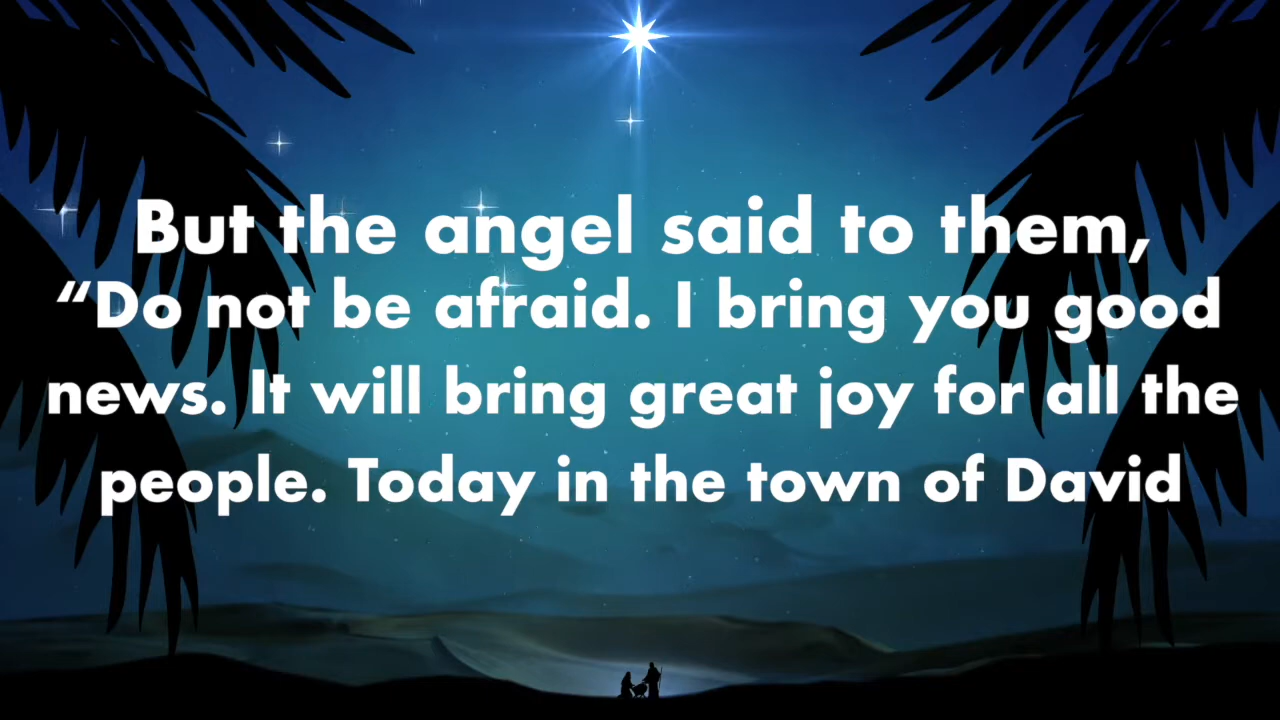 But the angel said to them,
“Do not be afraid. I bring you good
news. It will bring great joy for all the
people. Today in the town of David